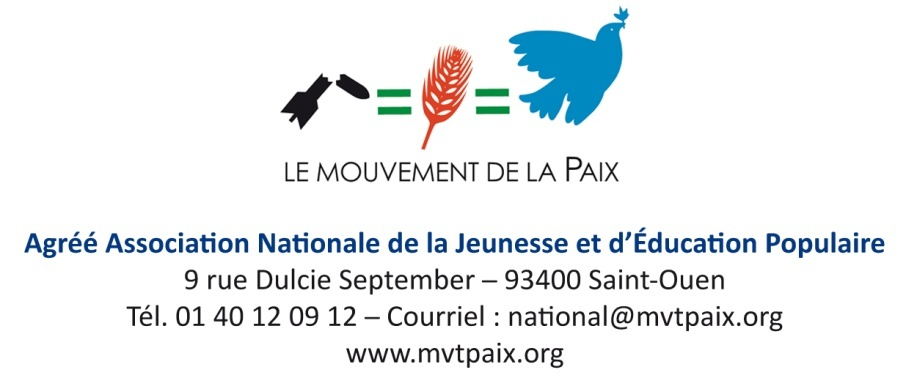 LE MOUVEMENT DE LA PAIX
Agréé Association Nationale de la Jeunesse et d’Éducation Populaire
9 rue Dulcie September – 93400 Saint-Ouen
Tél. 01 40 12 09 12 – Courriel : national@mvtpaix.org
www.mvtpaix.org